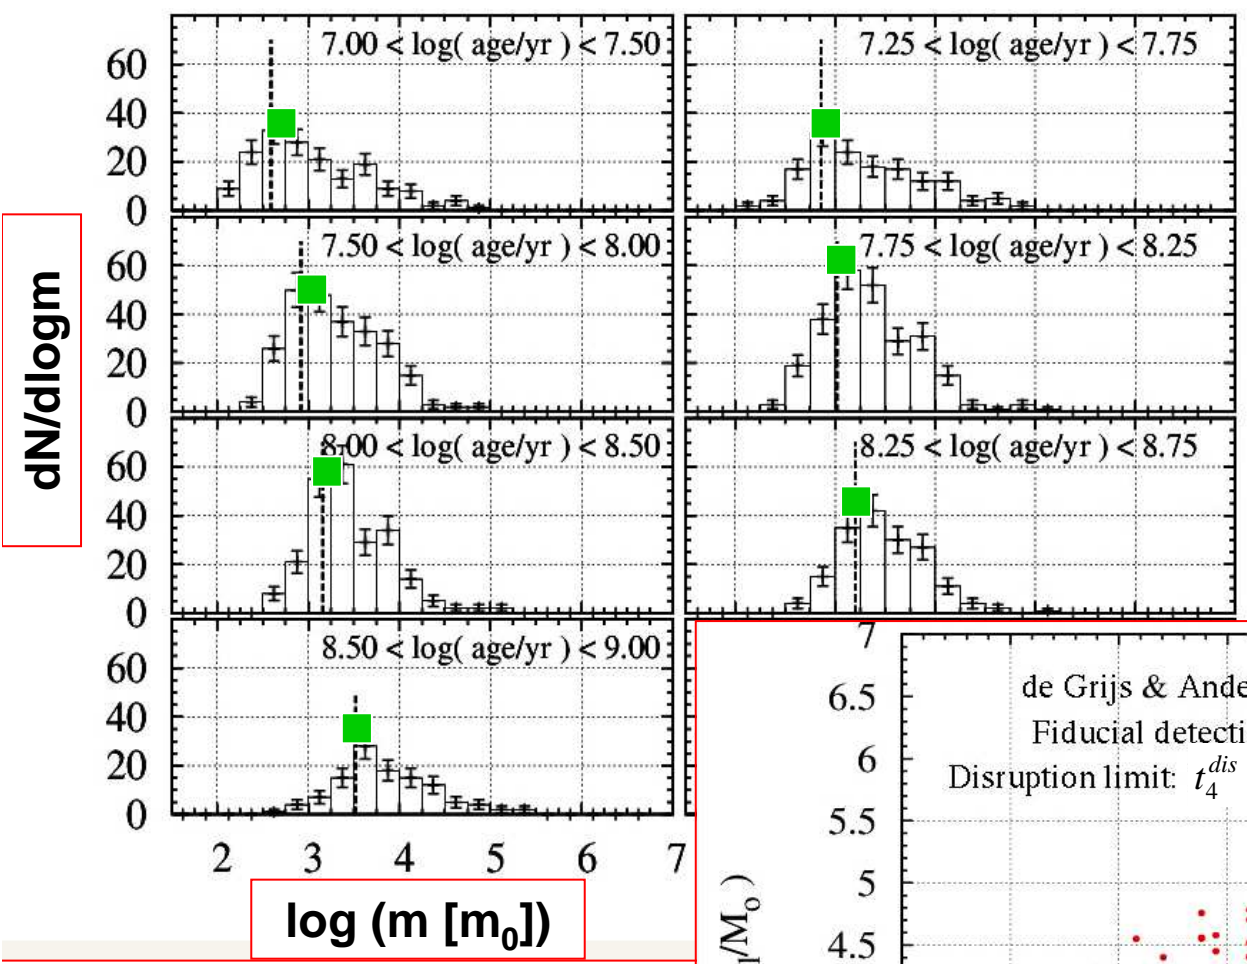 7.00 < log( age/yr ) < 7.50
7.25 < log( age/yr ) < 7.75
60
40
20
0
7.50 < log( age/yr ) < 8.00
7.75 < log( age/yr ) < 8.25
60
40
20
0
dN/dlogm
8.00 < log( age/yr ) < 8.50
8.25 < log( age/yr ) < 8.75
60
40
20
0
8.50 < log( age/yr ) < 9.00
60
40
20
0
2 3 4 5 6 7
log (m [m0])
7
6.5
6
5.5
5
4.5
de Grijs &
Fiducial
Disruption limit: t4^dis
/Mo )